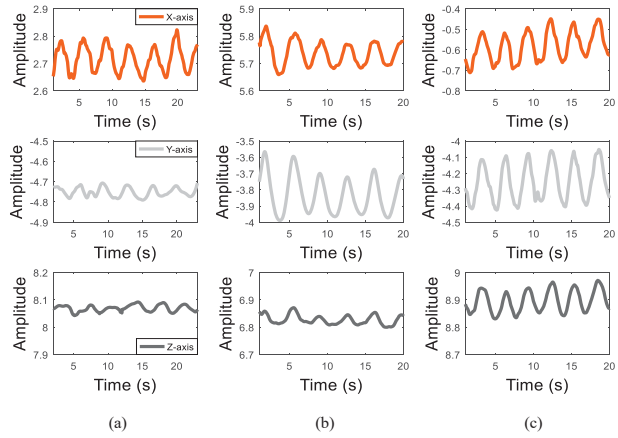 2.9
2.8
2.7
2.6
Amplitude
X-axis
5 10 15 20
Time (s)
5.9
5.8
5.7
5.6
Amplitude
5 10 15 20
Time (s)
-0.4
-0.5
-0.6
-0.7
-0.8
Amplitude
5 10 15 20
Time (s)
-4.5
-4.6
-4.7
-4.8
-4.9
Amplitude
Y-axis
5 10 15 20
Time (s)
-3.5
-3.6
-3.7
-3.8
-3.9
-4
Amplitude
5 10 15 20
Time (s)
-4
-4.1
-4.2
-4.3
-4.4
-4.5
Amplitude
5 10 15 20
Time (s)
8.2
8.1
8
7.9
Amplitude
Z-axis
5 10 15 20
Time (s)
7
6.9
6.8
6.7
Amplitude
5 10 15 20
Time (s)
9
8.9
8.8
8.7
Amplitude
5 10 15 20
Time (s)
(a) (b) (c)